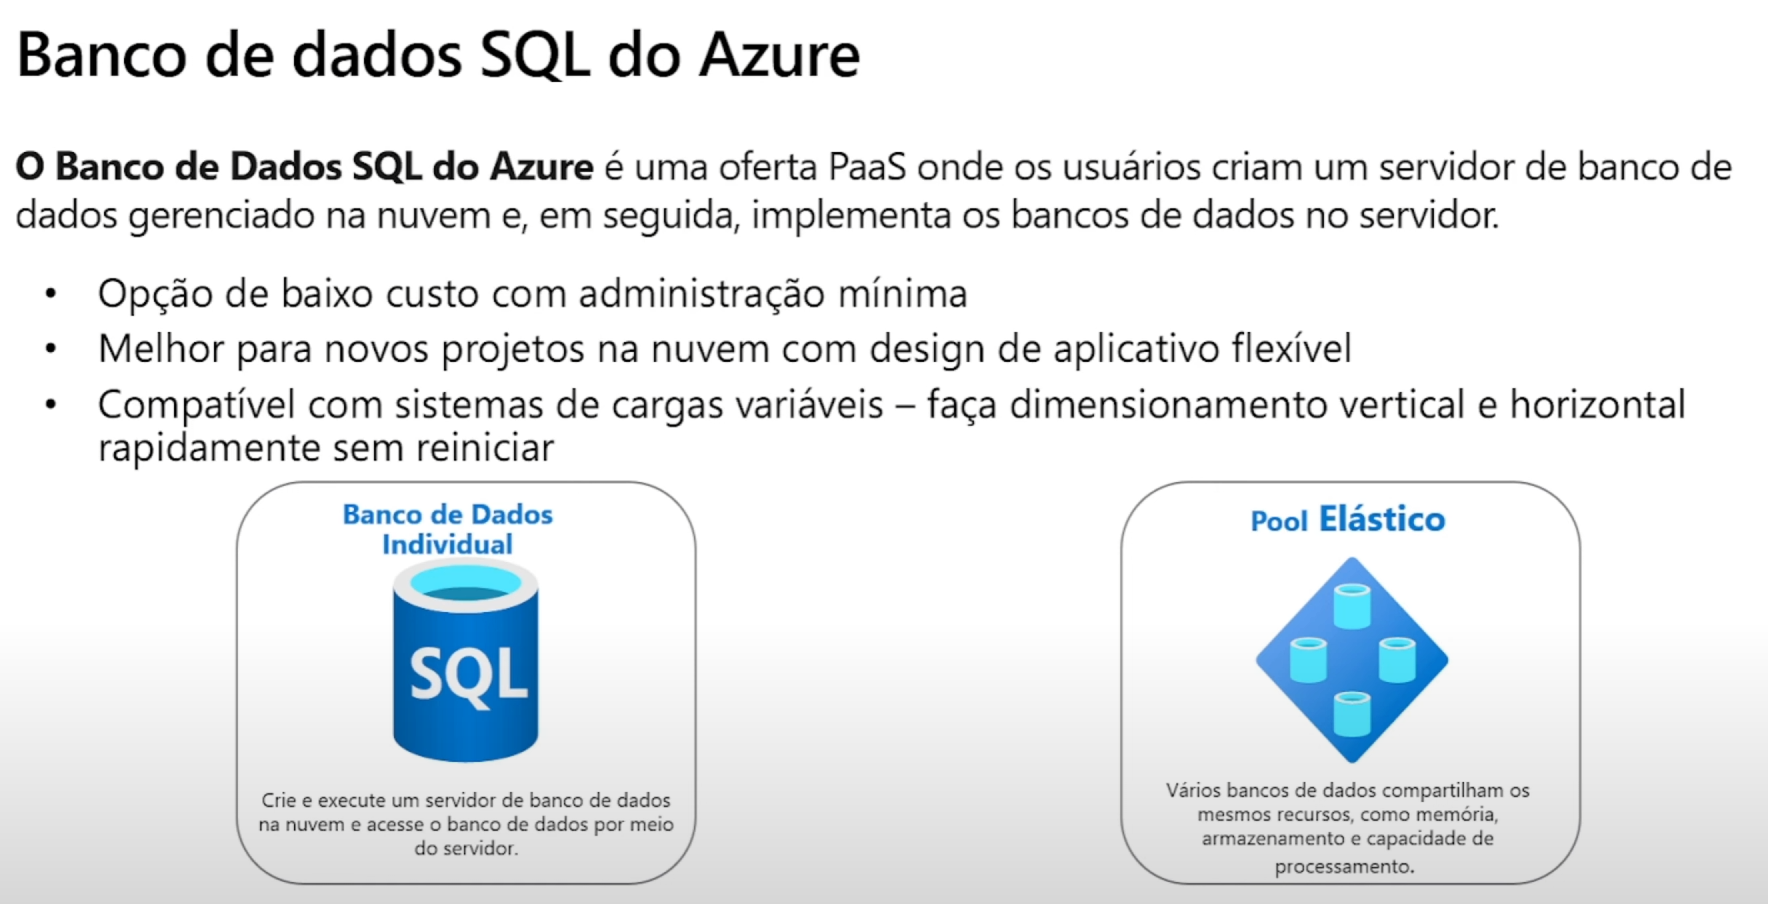 Banco de dados SQL do Azure
O Banco de Dados SQL do Azure é uma oferta PaaS onde os usuários criam um servidor de banco de
dados gerenciado na nuvem e, em seguida, implementa os bancos de dados no servidor.
• Opção de baixo custo com administração mínima
• Melhor para novos projetos na nuvem com design de aplicativo flexível
• Compatível com sistemas de cargas variáveis – faça dimensionamento vertical e horizontal
rapidamente sem reiniciar
Banco de Dados
Individual
SQL
Crie e execute um servidor de banco de dados
na nuvem e acesse o banco de dados por meio
do servidor.
Pool Elástico
Vários bancos de dados compartilham os
mesmos recursos, como memória,
armazenamento e capacidade de
processamento.